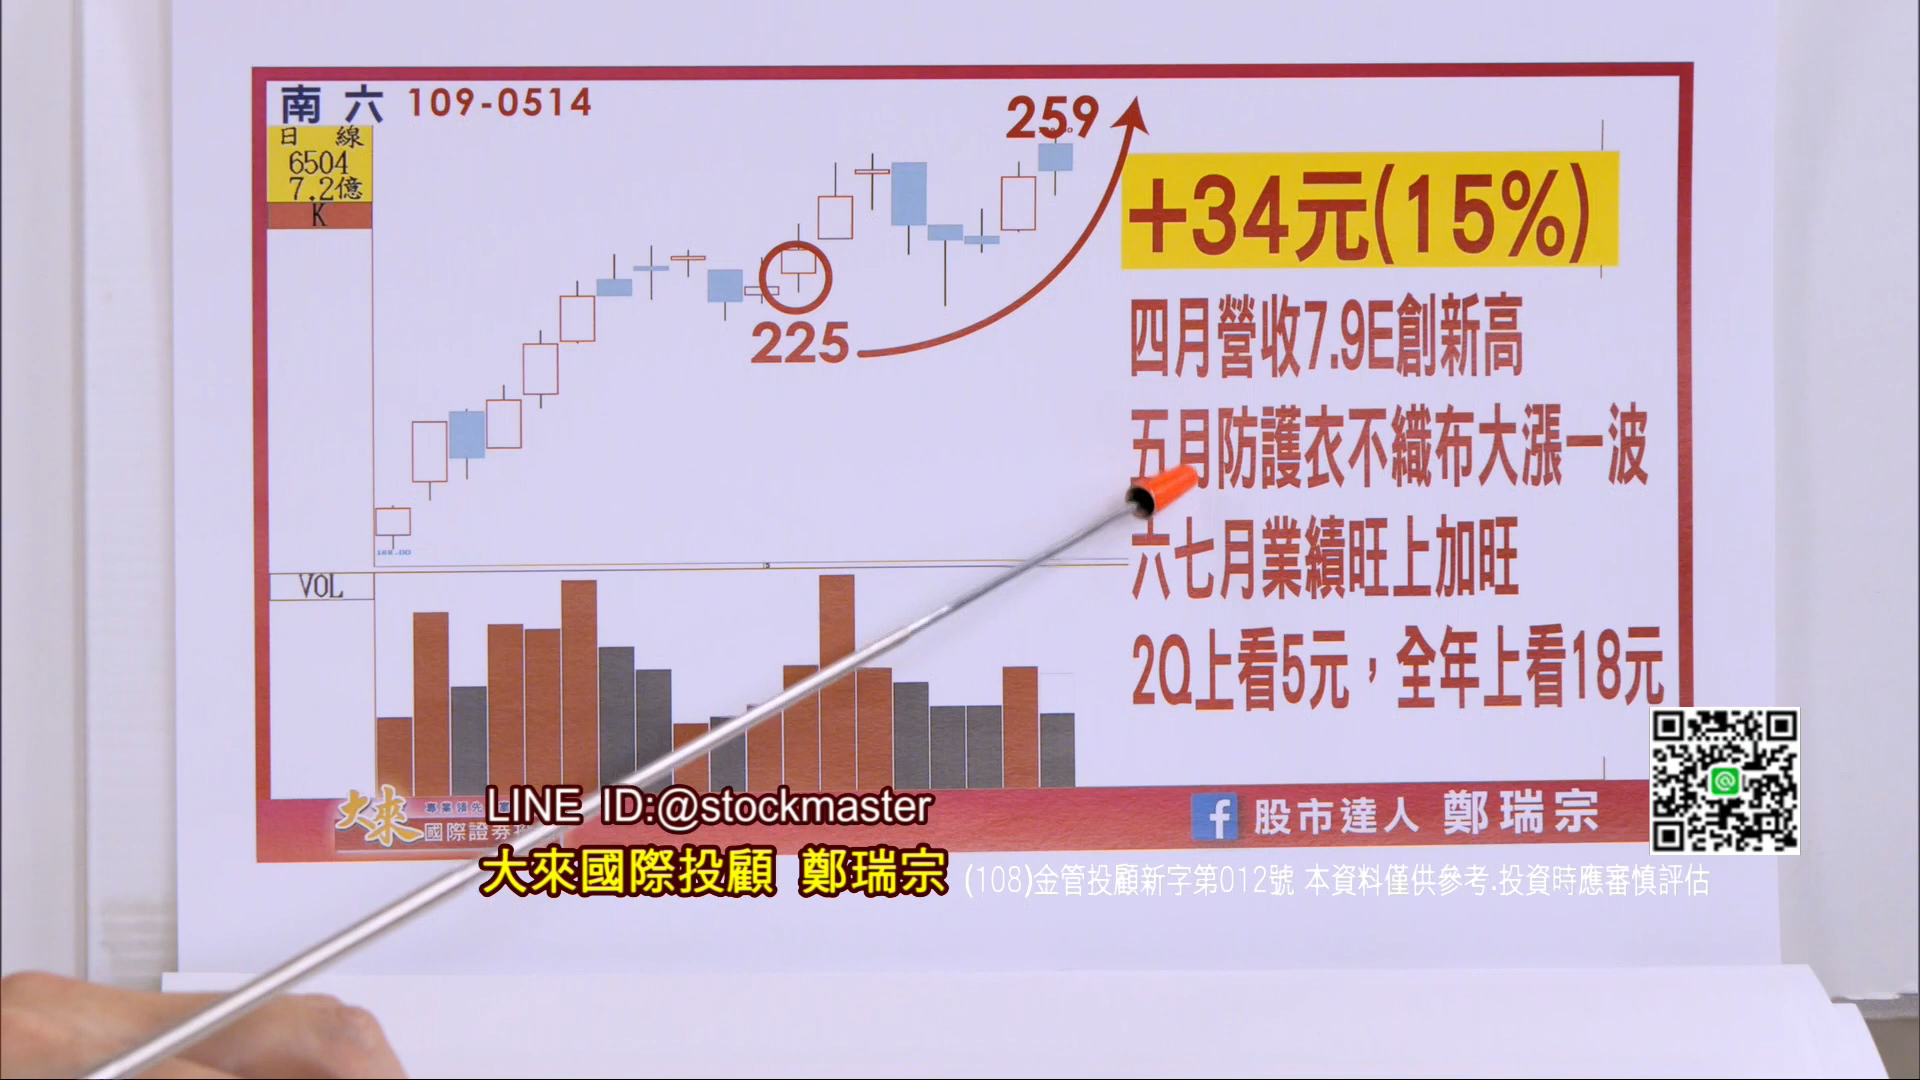 南六 109-0514
日線
6504
7.2億
K
259
225
+34元(15%)
四月營收7.9E創新高
五月防護衣不織布大漲一波
六七月業績旺上加旺
2Q上看5元，全年上看18元
VOL
大來
國際證券
LINE ID:@stockmaster
f 股市達人 鄭瑞宗
大來國際投顧 鄭瑞宗
(108)金管投顧新字第012號 本資料僅供參考.投資時應審慎評估